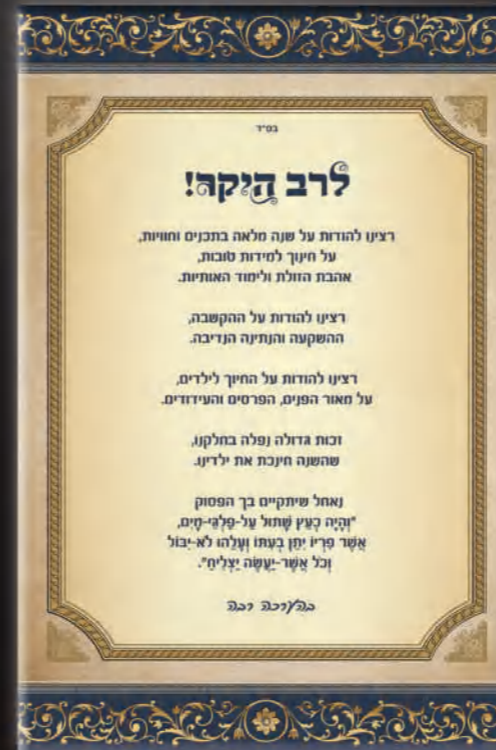 בס"ד
לרב היקר!
רצינו להודות על שנה מלאה בתכנים וחוויות,
על חינוך למידות טובות,
אהבת הזולת ולימוד האותיות.
רצינו להודות על ההקשבה,
ההשקעה והנתינה הנדיבה.
רצינו להודות על החיוך לילדים,
על מאור הפנים, הפרסים והעידודים.
זכות גדולה נפלה בחלקנו,
שהשנה חינכת את ילדינו.
נאחל שיתקיים בך הפסוק
"וְהָיָה כְּעֵץ שָׁתוּל עַל-פַּלְגֵי-מָיִם,
אֲשֶׁר פִּרְיוֹ יִתֵּן בְּעִתּוֹ וְעָלֵהוּ לֹא-יִבּוֹל
וְכֹל אֲשֶׁר-יַעֲשֶׂה יַצְלִיחַ".
בהערכה רבה